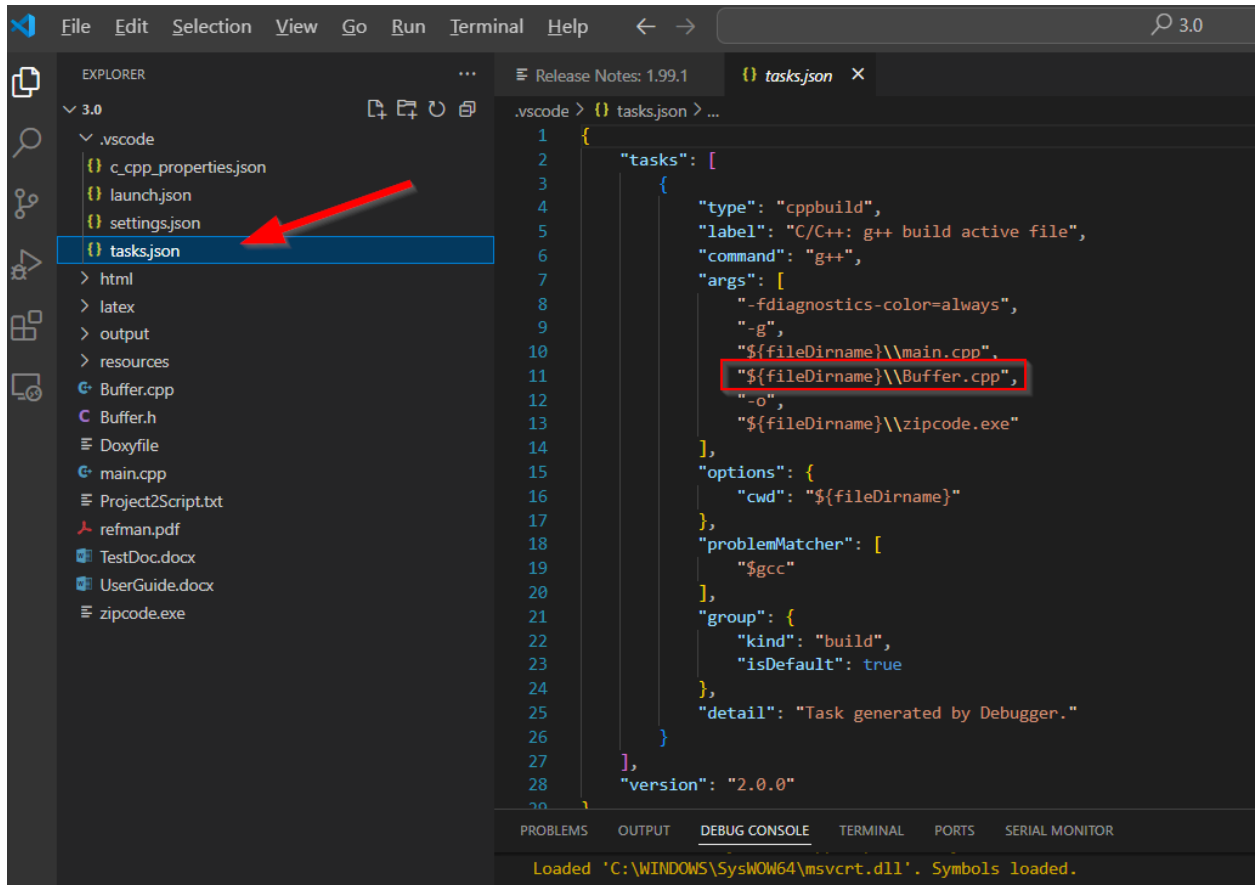 File Edit Selection View Go Run Terminal Help ← → 3.0
EXPLORER ...
3.0
.vscode
{} c_cpp_properties.json
{} launch.json
{} settings.json
{} tasks.json
html
latex
output
resources
Buffer.cpp
C Buffer.h
Doxyfile
main.cpp
Project2Script.txt
refman.pdf
TestDoc.docx
UserGuide.docx
zipcode.exe
Release Notes: 1.99.1
{} tasks.json ×
.vscode > {} tasks.json > ...
1 {
2 "tasks": [
3 {
4 "type": "cppbuild",
5 "label": "C/C++: g++ build active file",
6 "command": "g++",
7 "args": [
8 "-fdiagnostics-color=always",
9 "-g",
10 "${fileDirname}\\main.cpp",
11 "${fileDirname}\\Buffer.cpp",
12 "-o",
13 "${fileDirname}\\zipcode.exe"
14 ],
15 "options": {
16 "cwd": "${fileDirname}"
17 },
18 "problemMatcher": [
19 "$gcc"
20 ],
21 "group": {
22 "kind": "build",
23 "isDefault": true
24 },
25 "detail": "Task generated by Debugger."
26 }
27 ],
28 "version": "2.0.0"
29 }
PROBLEMS OUTPUT DEBUG CONSOLE TERMINAL PORTS SERIAL MONITOR
Loaded 'C:\WINDOWS\SysWOW64\msvcrt.dll'. Symbols loaded.